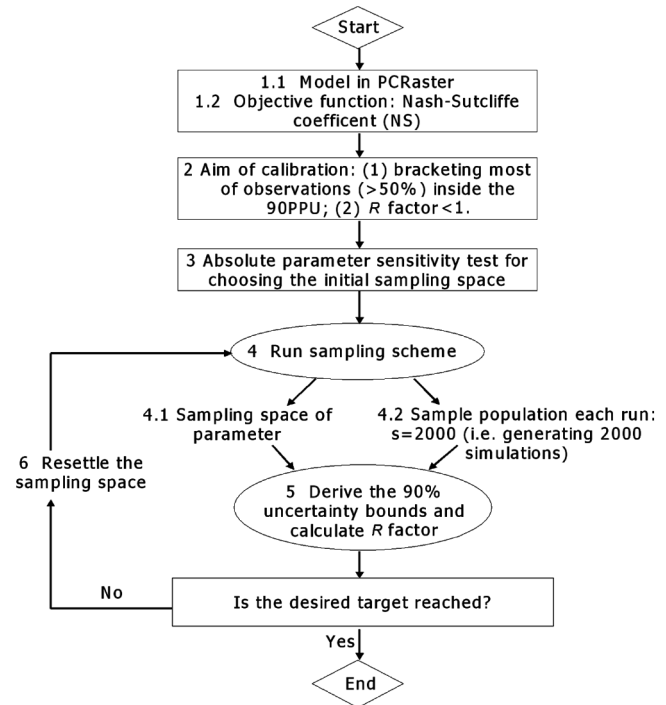 Start
1.1 Model in PCRaster
1.2 Objective function: Nash-Sutcliffe
coefficent (NS)
2 Aim of calibration: (1) bracketing most
of observations (>50%) inside the
90PPU; (2) R factor<1.
3 Absolute parameter sensitivity test for
choosing the initial sampling space
4 Run sampling scheme
4.1 Sampling space of
parameter
4.2 Sample population each run:
s=2000 (i.e. generating 2000
simulations)
6 Resettle the
sampling space
5 Derive the 90%
uncertainty bounds and
calculate R factor
No
Is the desired target reached?
Yes
End